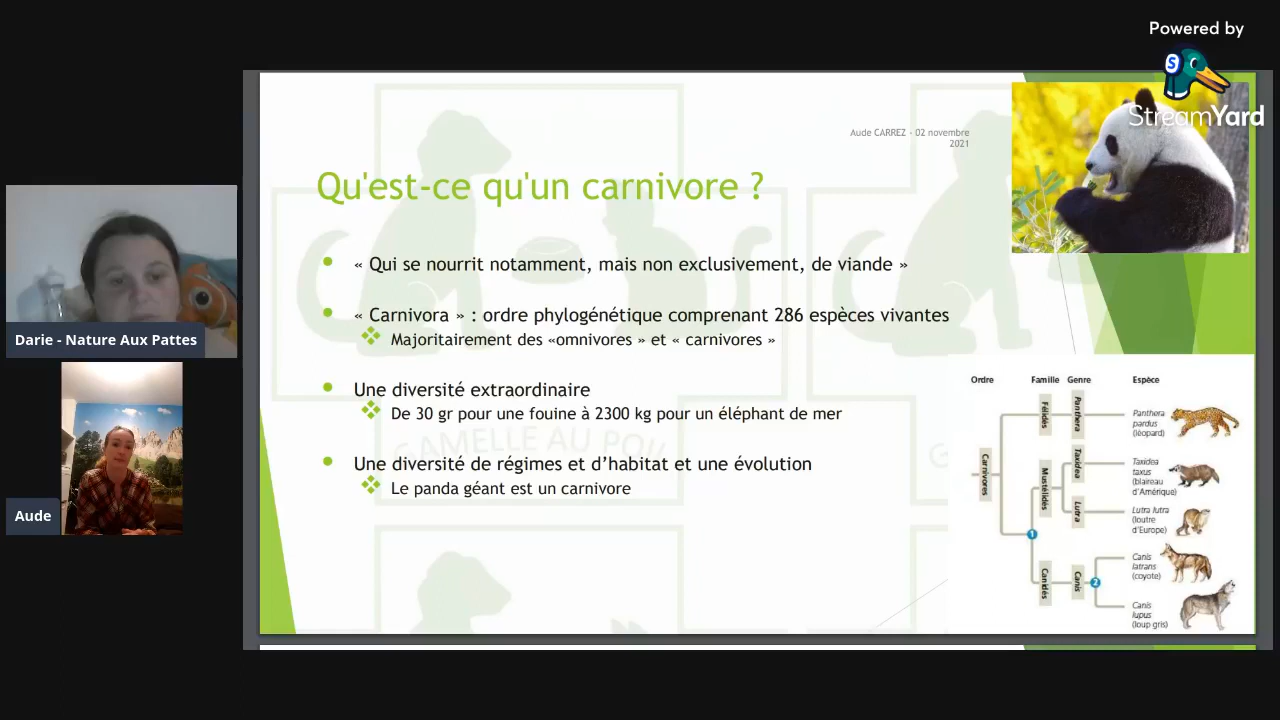 Powered by
StreamYard
Aude CARREZ - 02 novembre
2021
Qu'est-ce qu'un carnivore ?
« Qui se nourrit notamment, mais non exclusivement, de viande »
« Carnivora » : ordre phylogénétique comprenant 286 espèces vivantes
Majoritairement des «omnivores » et « carnivores »
Une diversité extraordinaire
De 30 gr pour une fouine à 2300 kg pour un éléphant de mer
GAMELLE AU POIL
Une diversité de régimes et d’habitat et une évolution
Le panda géant est un carnivore
Darie - Nature Aux Pattes
Aude
Ordre Famille Genre Espèce
Carnivores
Félidés
Panthera
Panthera
pardus
(léopard)
Mustélidés
Taxidea
Taxidea
taxus
(blaireau
d'Amérique)
Lutra
Lutra lutra
(loutre
d'Europe)
1
Canidés
Canis
2
Canis
latrans
(coyote)
Canis
lupus
(loup gris)